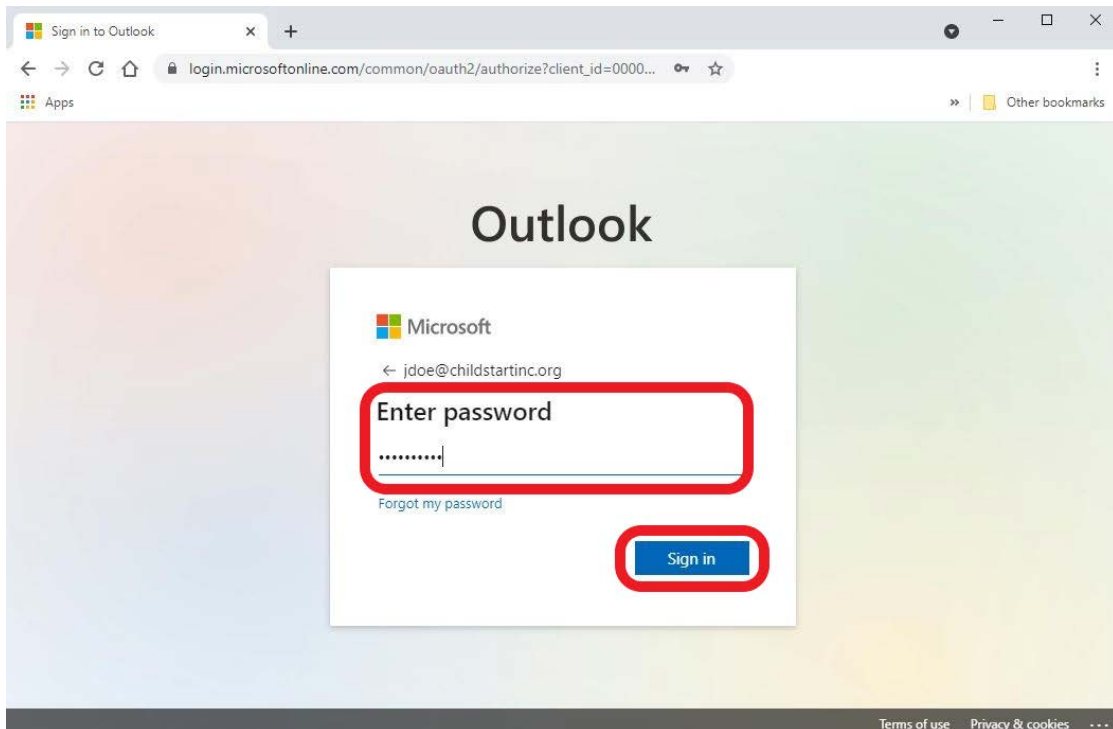 Sign in to Outlook
login.microsoftonline.com/common/oauth2/authorize?client_id=0000...
Apps
» Other bookmarks
Outlook
Microsoft
← jdoe@childstartinc.org
Enter password
••••••••••
Forgot my password
Sign in
Terms of use Privacy & cookies ...